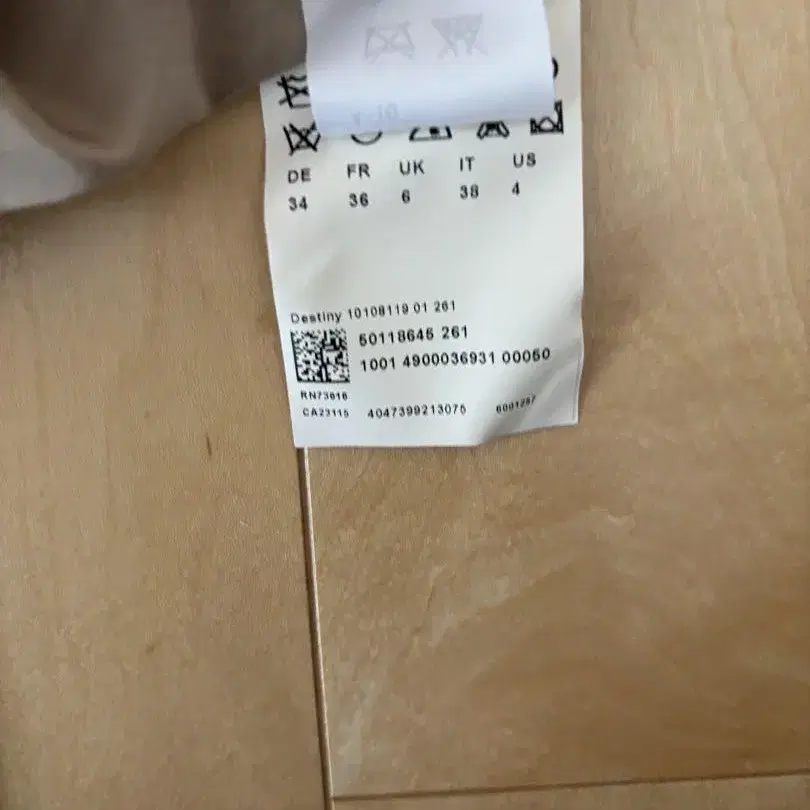 DE FR UK IT US
34 36 6 38 4
Destiny 10108119 01 261
50118645 261
1001 4900036931 00050
RN73616
CA23115 4047399213075